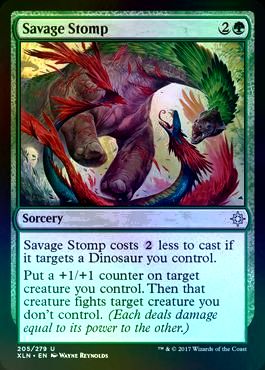 Savage Stomp 2
Sorcery
Savage Stomp costs 2 less to cast if
it targets a Dinosaur you control.
Put a +1/+1 counter on target
creature you control. Then that
creature fights target creature you
don't control. (Each deals damage
equal to its power to the other.)
205/279 U
XLN • EN Wayne Reynolds
™ & © 2017 Wizards of the Coast